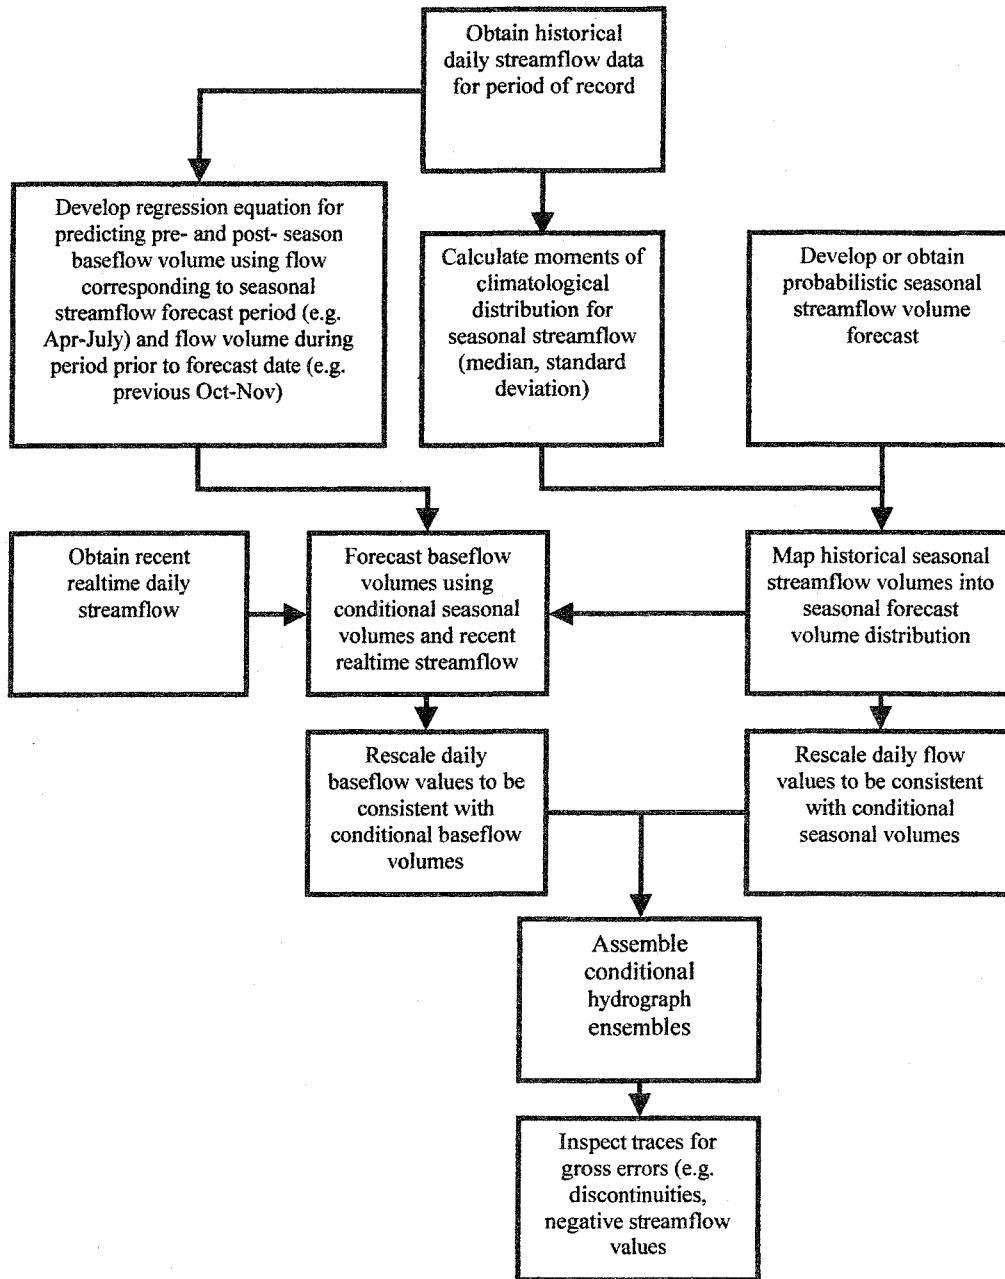 Obtain historical
daily streamflow data
for period of record
Develop regression equation for
predicting pre- and post- season
baseflow volume using flow
corresponding to seasonal
streamflow forecast period (e.g.
Apr-July) and flow volume during
period prior to forecast date (e.g.
previous Oct-Nov)
Calculate moments of
climatological
distribution for
seasonal streamflow
(median, standard
deviation)
Develop or obtain
probabilistic seasonal
streamflow volume
forecast
Obtain recent
realtime daily
streamflow
Forecast baseflow
volumes using
conditional seasonal
volumes and recent
realtime streamflow
Map historical seasonal
streamflow volumes into
seasonal forecast
volume distribution
Rescale daily
baseflow values to be
consistent with
conditional baseflow
volumes
Rescale daily flow
values to be consistent
with conditional
seasonal volumes
Assemble
conditional
hydrograph
ensembles
Inspect traces for
gross errors (e.g.
discontinuities,
negative streamflow
values